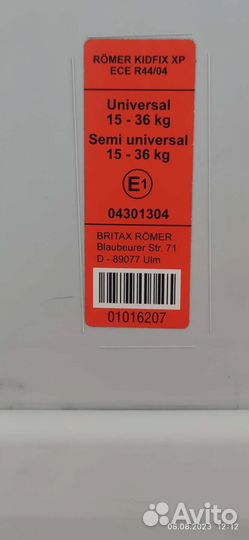 RÖMER KIDFIX XP
ECE R44/04
Universal
15 - 36 kg
Semi universal
15 - 36 kg
E1
04301304
BRITAX RÖMER
Blaubeurer Str. 71
D - 89077 Ulm
01016207
Avito
06.08.2023 12:12